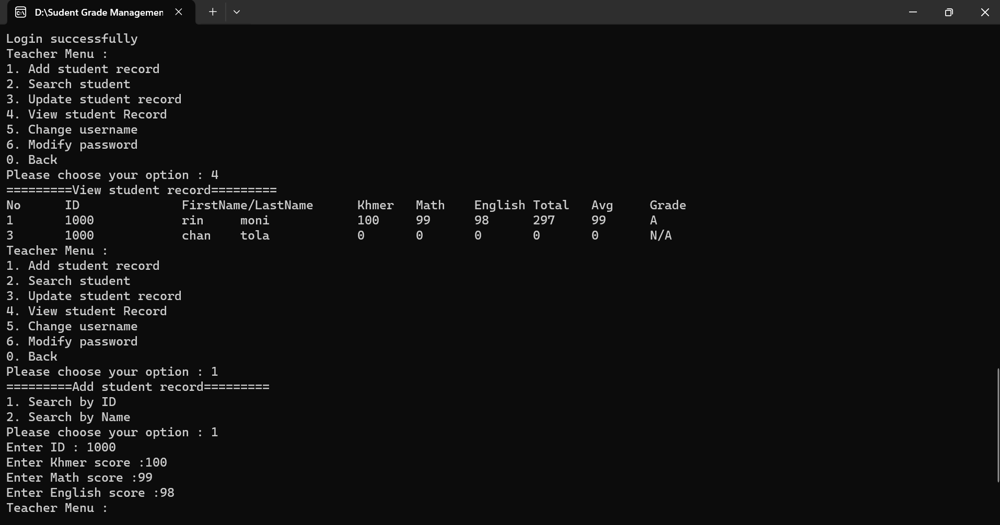 D:\Sudent Grade Managemen
Login successfully
Teacher Menu :
1. Add student record
2. Search student
3. Update student record
4. View student Record
5. Change username
6. Modify password
0. Back
Please choose your option : 4
=========View student record=========
No ID FirstName/LastName Khmer Math English Total Avg Grade
1 1000 rin moni 100 99 98 297 99 A
3 1000 chan tola 0 0 0 0 0 N/A
Teacher Menu :
1. Add student record
2. Search student
3. Update student record
4. View student Record
5. Change username
6. Modify password
0. Back
Please choose your option : 1
=========Add student record=========
1. Search by ID
2. Search by Name
Please choose your option : 1
Enter ID : 1000
Enter Khmer score :100
Enter Math score :99
Enter English score :98
Teacher Menu :